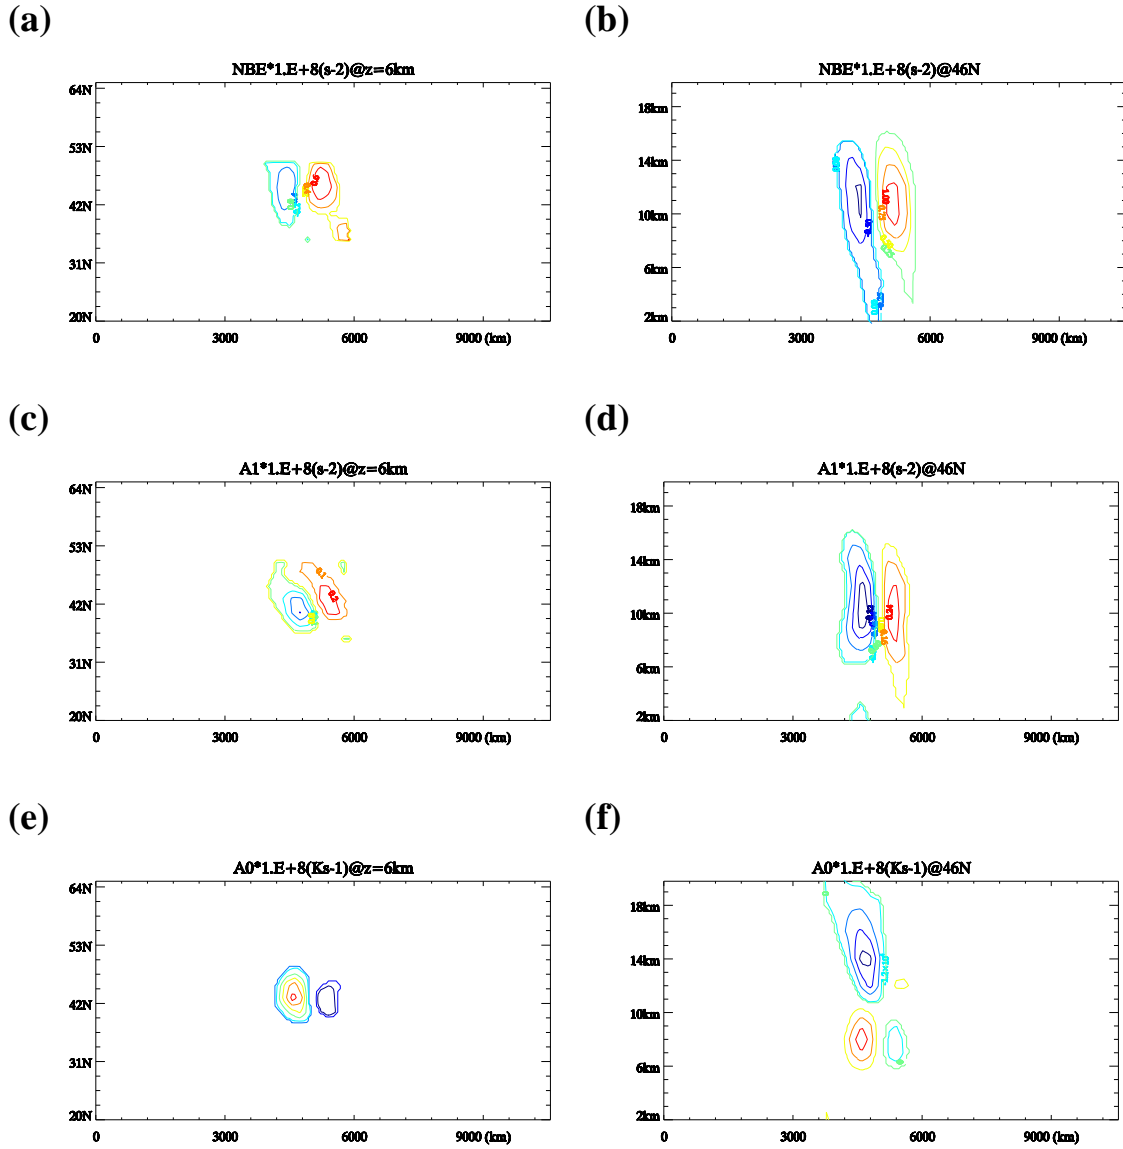 (a)
(b)
NBE*1.E+8(s-2)@z=6km
NBE*1.E+8(s-2)@46N
64N
53N
42N
31N
20N
0 3000 6000 9000 (km)
18km
14km
10km
6km
2km
1.09
0 3000 6000 9000 (km)
(c)
(d)
A1*1.E+8(s-2)@z=6km
A1*1.E+8(s-2)@46N
64N
53N
42N
31N
20N
0 3000 6000 9000 (km)
18km
14km
10km
6km
2km
0.24
0 3000 6000 9000 (km)
(e)
(f)
A0*1.E+8(Ks-1)@z=6km
A0*1.E+8(Ks-1)@46N
64N
53N
42N
31N
20N
0 3000 6000 9000 (km)
18km
14km
10km
6km
2km
0 3000 6000 9000 (km)